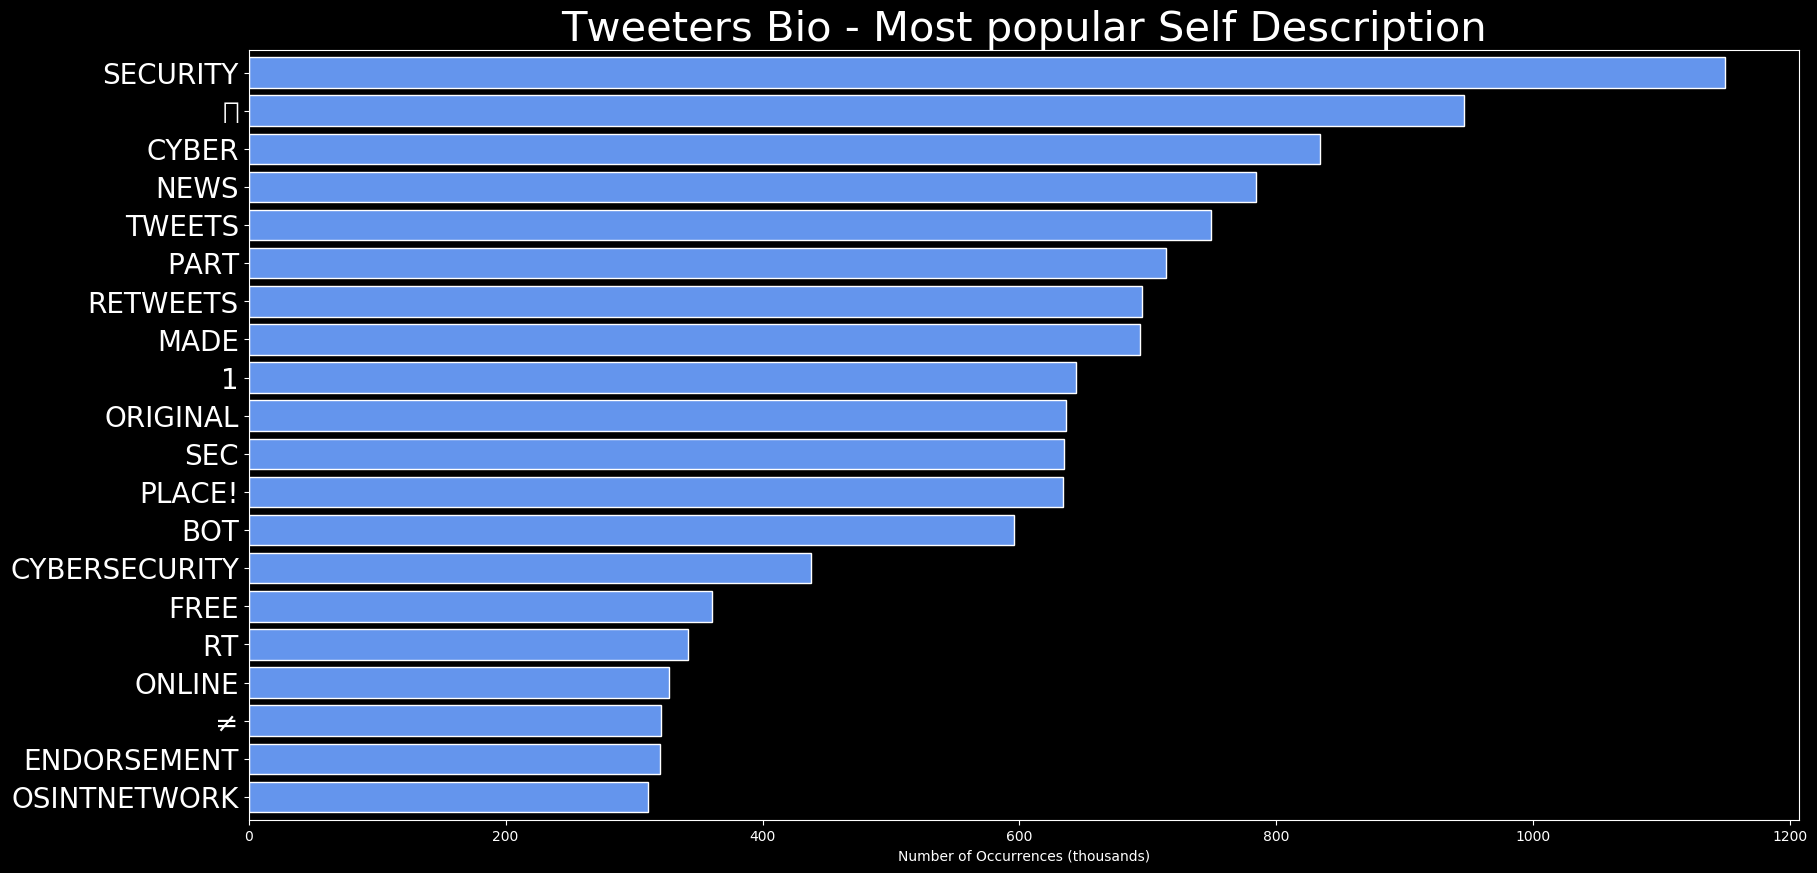 Tweeters Bio - Most popular Self Description
SECURITY
CYBER
NEWS
TWEETS
PART
RETWEETS
MADE
1
ORIGINAL
SEC
PLACE!
BOT
CYBERSECURITY
FREE
RT
ONLINE
≠
ENDORSEMENT
OSINTNETWORK
0 200 400 600 800 1000 1200
Number of Occurrences (thousands)